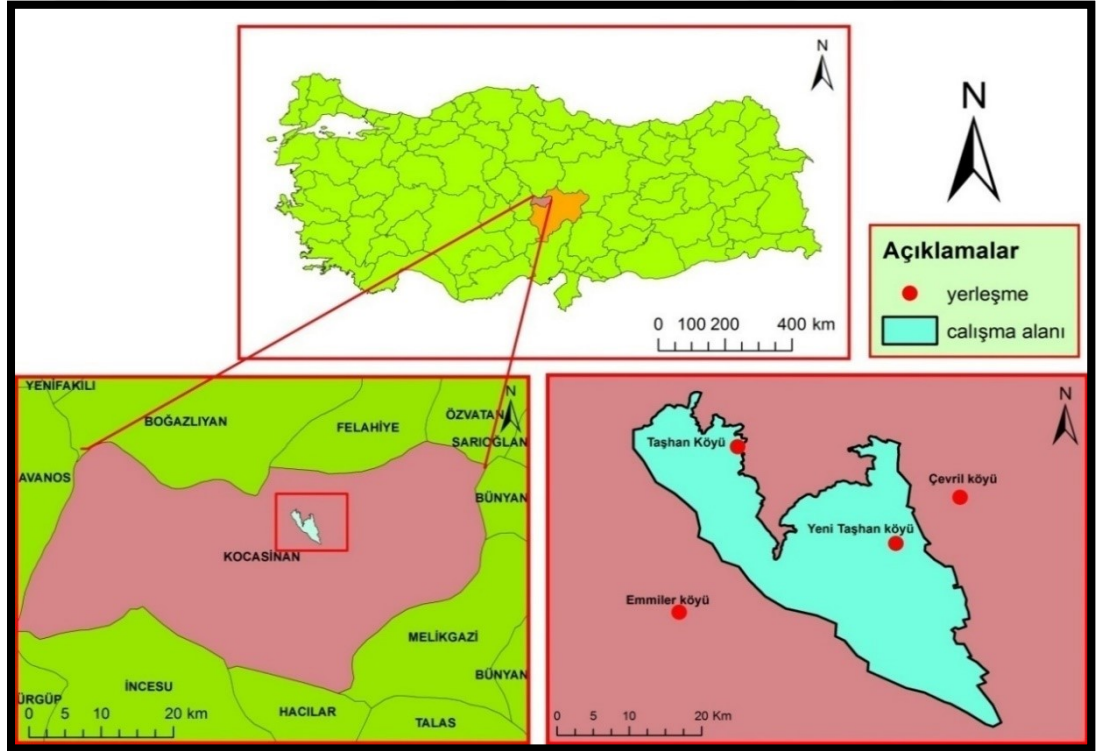 N
0 100 200 400 km
N
Açıklamalar
yerleşme
calışma alanı
YENİFAKILI
BOĞAZLIYAN
FELAHİYE
ÖZVATAN
N
SARIOĞLAN
AVANOS
BÜNYAN
KOCASİNAN
MELİKGAZİ
BÜNYAN
İNCESU
ÜRGÜP
HACILAR
TALAS
0 5 10 20 Km
N
Taşhan Köyü
Çevril köyü
Yeni Taşhan köyü
Emmiler köyü
0 5 10 20 Km